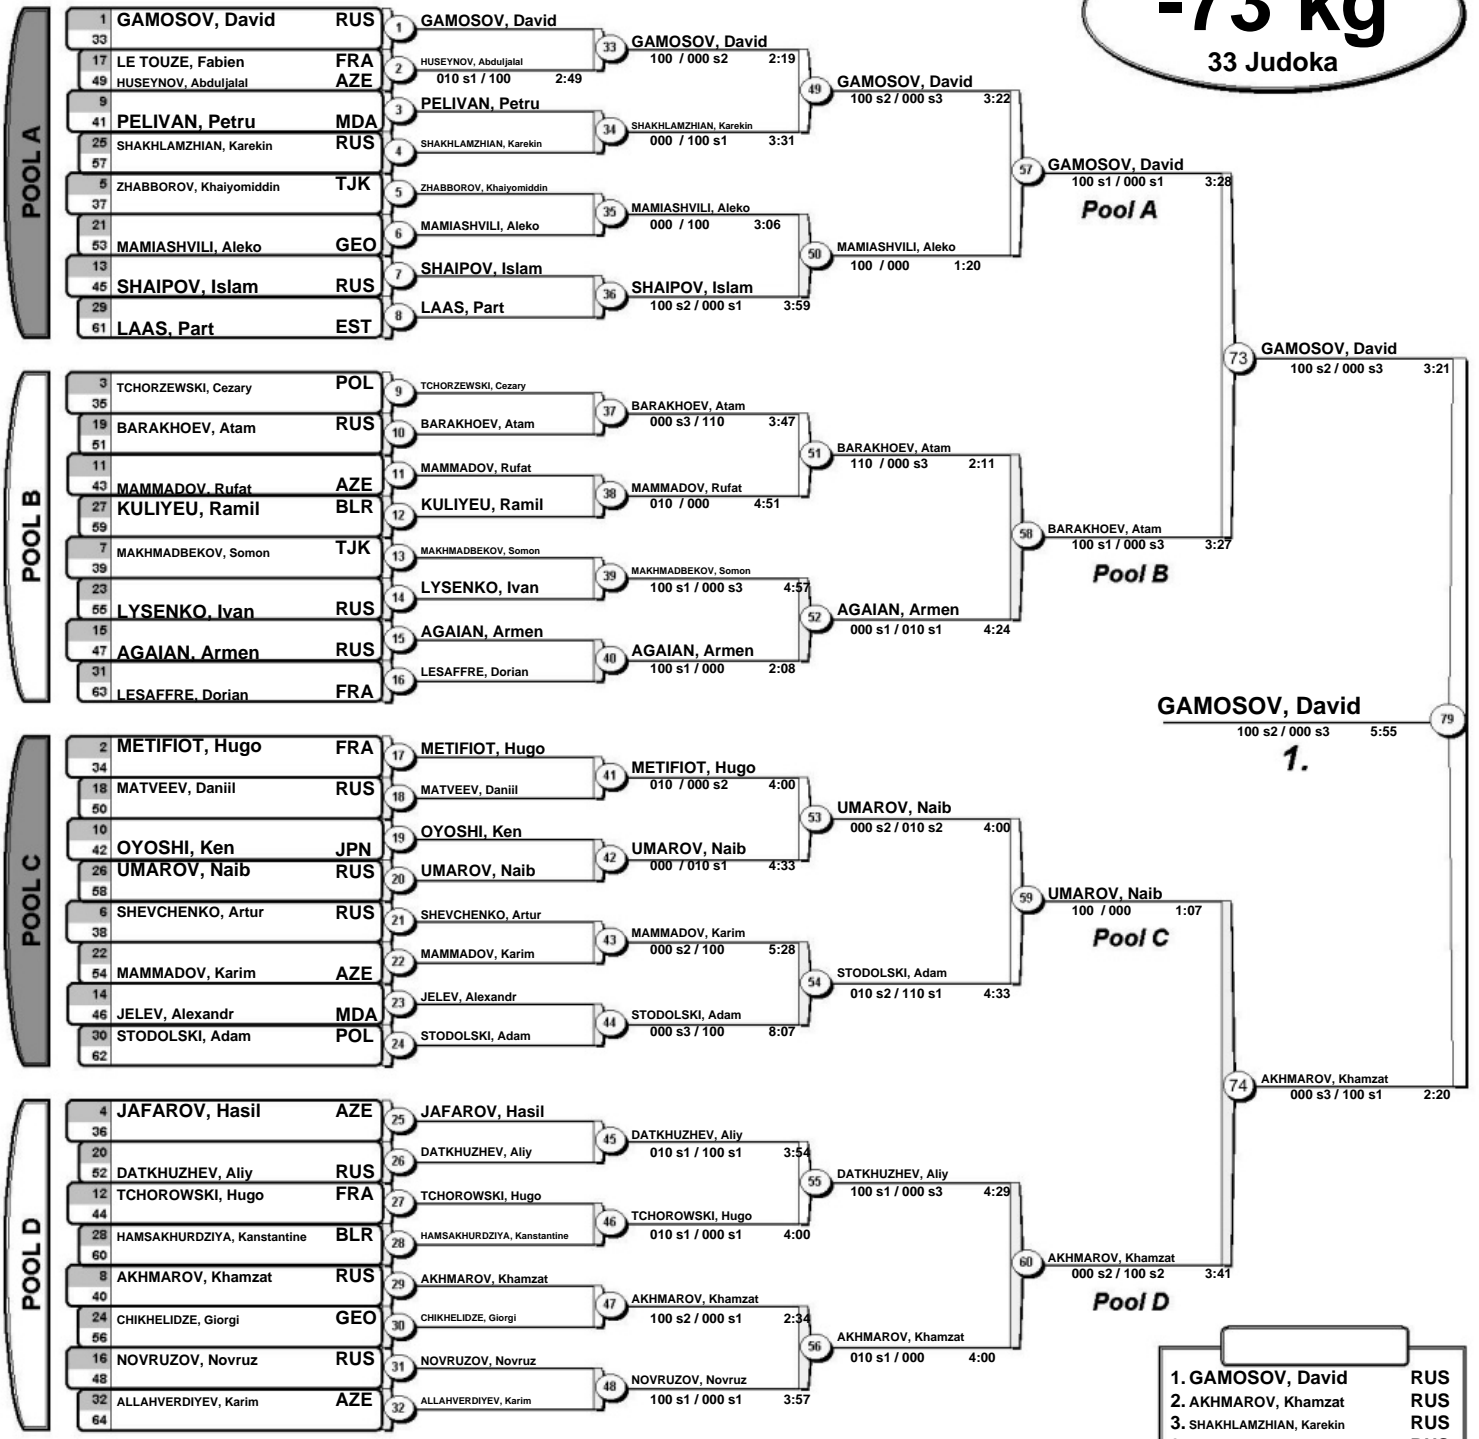 -73 kg
33 Judoka
POOL A
1 GAMOSOV, David RUS
33
17 LE TOUZE, Fabien FRA
49 HUSEYNOV, Abduljalal AZE
9
41 PELIVAN, Petru MDA
25 SHAKHLAMZHIAN, Karekin RUS
57
5 ZHABBOROV, Khaiyomiddin TJK
37
21
53 MAMIASHVILI, Aleko GEO
13
45 SHAIPOV, Islam RUS
29
61 LAAS, Part EST
1 GAMOSOV, David
2 HUSEYNOV, Abduljalal
010 s1 / 100 2:49
3 PELIVAN, Petru
4 SHAKHLAMZHIAN, Karekin
5 ZHABBOROV, Khaiyomiddin
6 MAMIASHVILI, Aleko
7 SHAIPOV, Islam
8 LAAS, Part
33 GAMOSOV, David
100 / 000 s2 2:19
34 SHAKHLAMZHIAN, Karekin
000 / 100 s1 3:31
35 MAMIASHVILI, Aleko
000 / 100 3:06
36 SHAIPOV, Islam
100 s2 / 000 s1 3:59
49 GAMOSOV, David
100 s2 / 000 s3 3:22
50 MAMIASHVILI, Aleko
100 / 000 1:20
57 GAMOSOV, David
100 s1 / 000 s1 3:28
Pool A
POOL B
3 TCHORZEWSKI, Cezary POL
35
19 BARAKHOEV, Atam RUS
51
11
43 MAMMADOV, Rufat AZE
27 KULIYEU, Ramil BLR
59
7 MAKHMADBEKOV, Somon TJK
39
23
55 LYSENKO, Ivan RUS
15
47 AGAIAN, Armen RUS
31
63 LESAFFRE, Dorian FRA
9 TCHORZEWSKI, Cezary
10 BARAKHOEV, Atam
11 MAMMADOV, Rufat
12 KULIYEU, Ramil
13 MAKHMADBEKOV, Somon
14 LYSENKO, Ivan
15 AGAIAN, Armen
16 LESAFFRE, Dorian
37 BARAKHOEV, Atam
000 s3 / 110 3:47
38 MAMMADOV, Rufat
010 / 000 4:51
39 MAKHMADBEKOV, Somon
100 s1 / 000 s3 4:57
40 AGAIAN, Armen
100 s1 / 000 2:08
51 BARAKHOEV, Atam
110 / 000 s3 2:11
52 AGAIAN, Armen
000 s1 / 010 s1 4:24
58 BARAKHOEV, Atam
100 s1 / 000 s3 3:27
Pool B
73 GAMOSOV, David
100 s2 / 000 s3 3:21
GAMOSOV, David 79
100 s2 / 000 s3 5:55
1.
POOL C
2 METIFIOT, Hugo FRA
34
18 MATVEEV, Daniil RUS
50
10
42 OYOSHI, Ken JPN
26 UMAROV, Naib RUS
58
6 SHEVCHENKO, Artur RUS
38
22
54 MAMMADOV, Karim AZE
14
46 JELEV, Alexandr MDA
30 STODOLSKI, Adam POL
62
17 METIFIOT, Hugo
18 MATVEEV, Daniil
19 OYOSHI, Ken
20 UMAROV, Naib
21 SHEVCHENKO, Artur
22 MAMMADOV, Karim
23 JELEV, Alexandr
24 STODOLSKI, Adam
41 METIFIOT, Hugo
010 / 000 s2 4:00
42 UMAROV, Naib
000 / 010 s1 4:33
43 MAMMADOV, Karim
000 s2 / 100 5:28
44 STODOLSKI, Adam
000 s3 / 100 8:07
53 UMAROV, Naib
000 s2 / 010 s2 4:00
54 STODOLSKI, Adam
010 s2 / 110 s1 4:33
59 UMAROV, Naib
100 / 000 1:07
Pool C
POOL D
4 JAFAROV, Hasil AZE
36
20
52 DATKHUZHEV, Aliy RUS
12 TCHOROWSKI, Hugo FRA
44
28 HAMSAKHURDZIYA, Kanstantine BLR
60
8 AKHMAROV, Khamzat RUS
40
24 CHIKHELIDZE, Giorgi GEO
56
16 NOVRUZOV, Novruz RUS
48
32 ALLAHVERDIYEV, Karim AZE
64
25 JAFAROV, Hasil
26 DATKHUZHEV, Aliy
27 TCHOROWSKI, Hugo
28 HAMSAKHURDZIYA, Kanstantine
29 AKHMAROV, Khamzat
30 CHIKHELIDZE, Giorgi
31 NOVRUZOV, Novruz
32 ALLAHVERDIYEV, Karim
45 DATKHUZHEV, Aliy
010 s1 / 100 s1 3:54
46 TCHOROWSKI, Hugo
010 s1 / 000 s1 4:00
47 AKHMAROV, Khamzat
100 s2 / 000 s1 2:34
48 NOVRUZOV, Novruz
100 s1 / 000 s1 3:57
55 DATKHUZHEV, Aliy
100 s1 / 000 s3 4:29
56 AKHMAROV, Khamzat
010 s1 / 000 4:00
60 AKHMAROV, Khamzat
000 s2 / 100 s2 3:41
Pool D
74 AKHMAROV, Khamzat
000 s3 / 100 s1 2:20
1. GAMOSOV, David RUS
2. AKHMAROV, Khamzat RUS
3. SHAKHLAMZHIAN, Karekin RUS